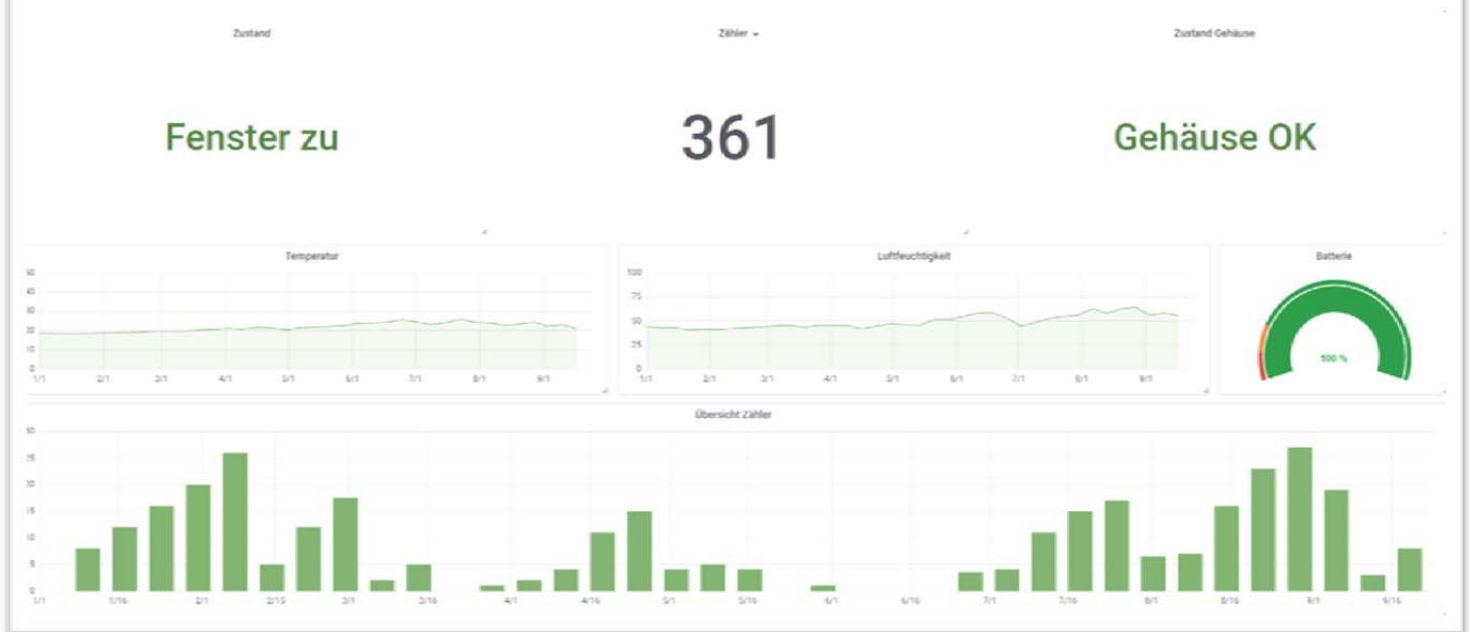 Zustand
Zähler
Zustand Gehäuse
Fenster zu
361
Gehäuse OK
Temperatur
Luftfeuchtigkeit
Batterie
50
40
30
20
10
0
1/1 2/1 3/1 4/1 5/1 6/1 7/1 8/1 9/1
100
75
50
25
0
1/1 2/1 3/1 4/1 5/1 6/1 7/1 8/1 9/1
100 %
Übersicht Zähler
30
25
20
15
10
5
0
1/1 1/16 2/1 2/15 3/1 3/16 4/1 4/16 5/1 5/16 6/1 6/16 7/1 7/16 8/1 8/16 9/1 9/16